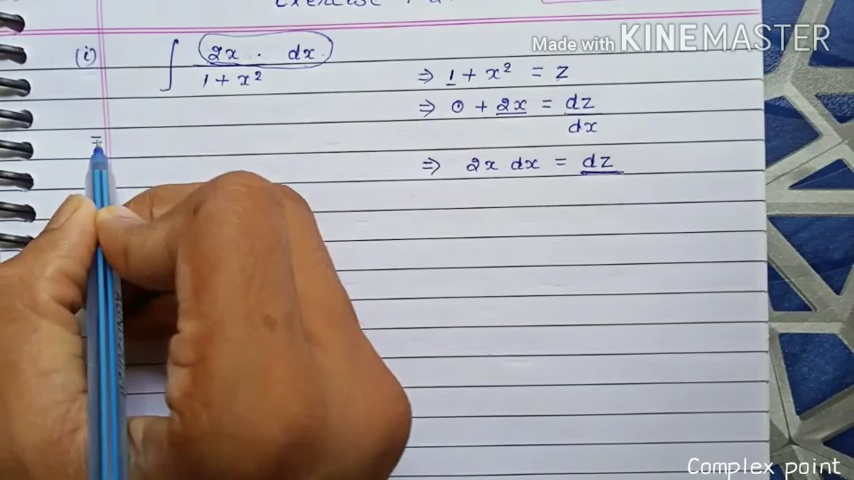 Made with KINEMASTER
(i) ∫ 2x . dx / 1 + x²
⇒ 1 + x² = z
⇒ 0 + 2x = dz/dx
⇒ 2x dx = dz
=
Complex point